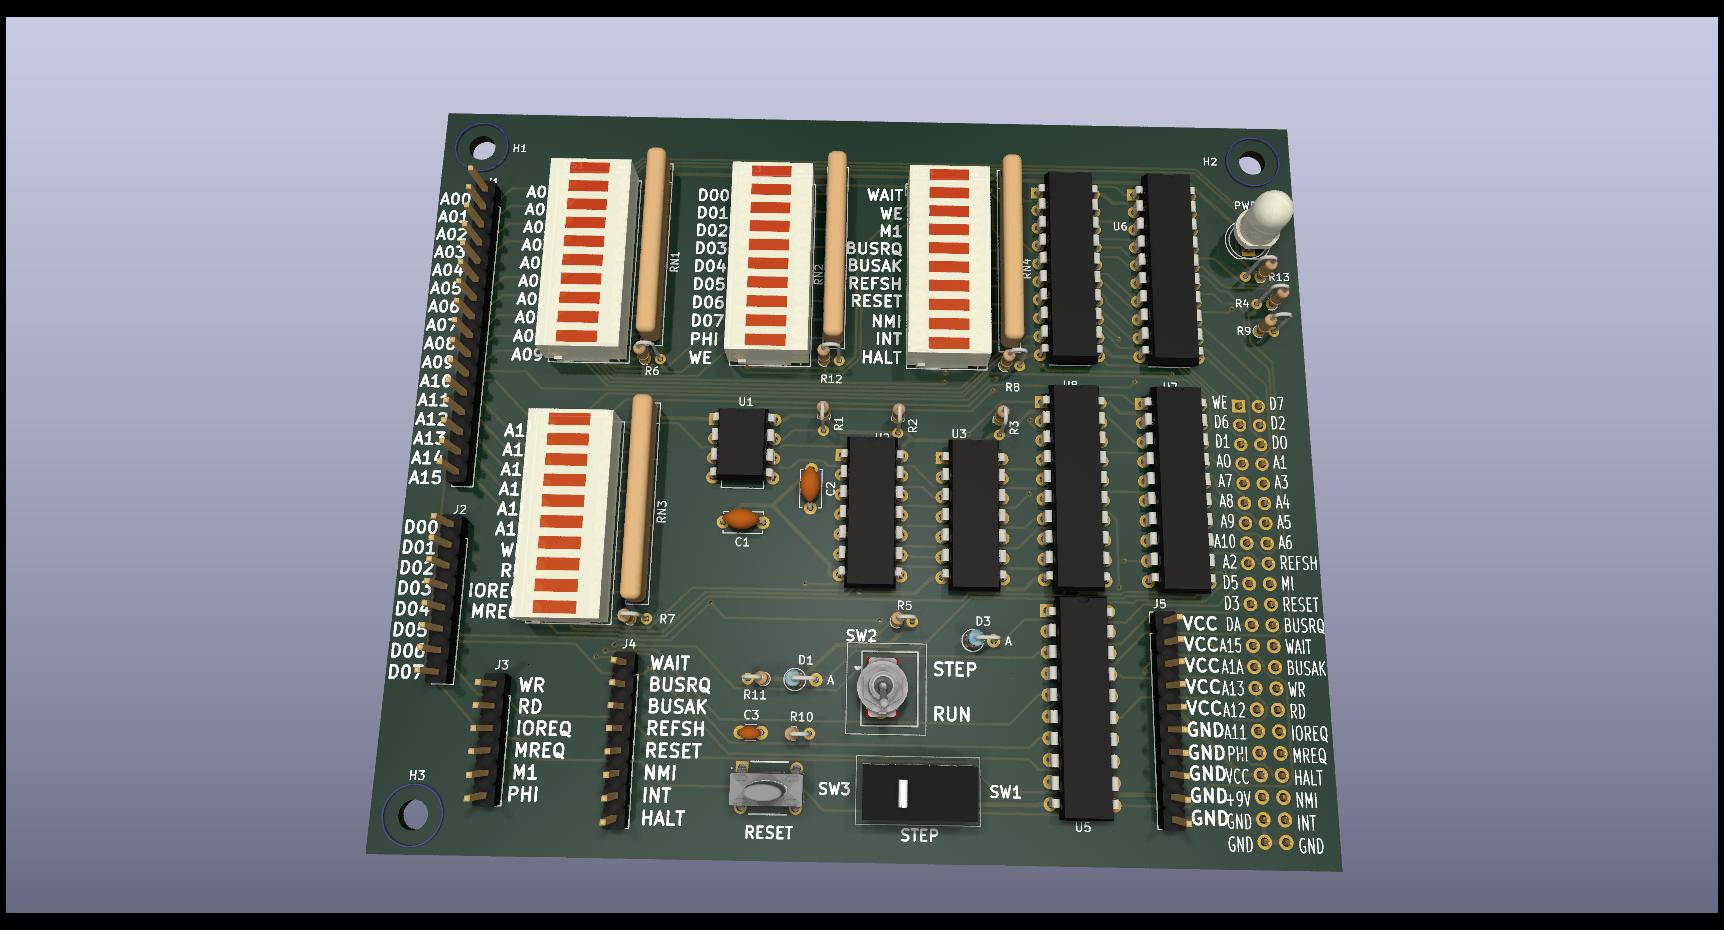 H1
H2
A00
A01
A02
A03
A04
A05
A06
A07
A08
A09
A10
A11
A12
A13
A14
A15
A09
RN1
R6
D00
D01
D02
D03
D04
D05
D06
D07
PHI
WE
RN2
R12
WAIT
WE
M1
BUSRQ
BUSAK
REFSH
RESET
NMI
INT
HALT
RN4
R8
U6
R13
R4
R9
J2
D00
D01
D02
D03
D04
D05
D06
D07
RN3
R7
U1
C1
C2
R1
R2
R3
U3
R5
D3 A
J3
WR
RD
IOREQ
MREQ
M1
PHI
H3
J4
WAIT
BUSRQ
BUSAK
REFSH
RESET
NMI
INT
HALT
R11
D1 A
C3
R10
SW2
STEP
RUN
SW3
RESET
SW1
STEP
U5
J5
VCC
VCC
VCC
VCC
VCC
GND
GND
GND
GND
GND
WE D7
D6 D2
D1 D0
A0 A1
A7 A3
A8 A4
A9 A5
A10 A6
A2 REFSH
D5 M1
D3 RESET
DA BUSRQ
A15 WAIT
A1A BUSAK
A13 WR
A12 RD
A11 IOREQ
PHI MREQ
VCC HALT
+9V NMI
GND INT
GND GND